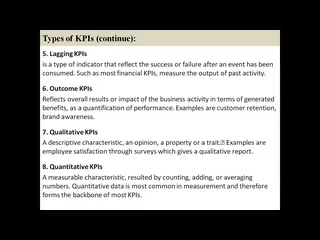 Types of KPIs (continue):
5. Lagging KPIs
is a type of indicator that reflect the success or failure after an event has been
consumed. Such as most financial KPIs, measure the output of past activity.
6. Outcome KPIs
Reflects overall results or impact of the business activity in terms of generated
benefits, as a quantification of performance. Examples are customer retention,
brand awareness.
7. Qualitative KPIs
A descriptive characteristic, an opinion, a property or a trait. Examples are
employee satisfaction through surveys which gives a qualitative report.
8. Quantitative KPIs
A measurable characteristic, resulted by counting, adding, or averaging
numbers. Quantitative data is most common in measurement and therefore
forms the backbone of most KPIs.